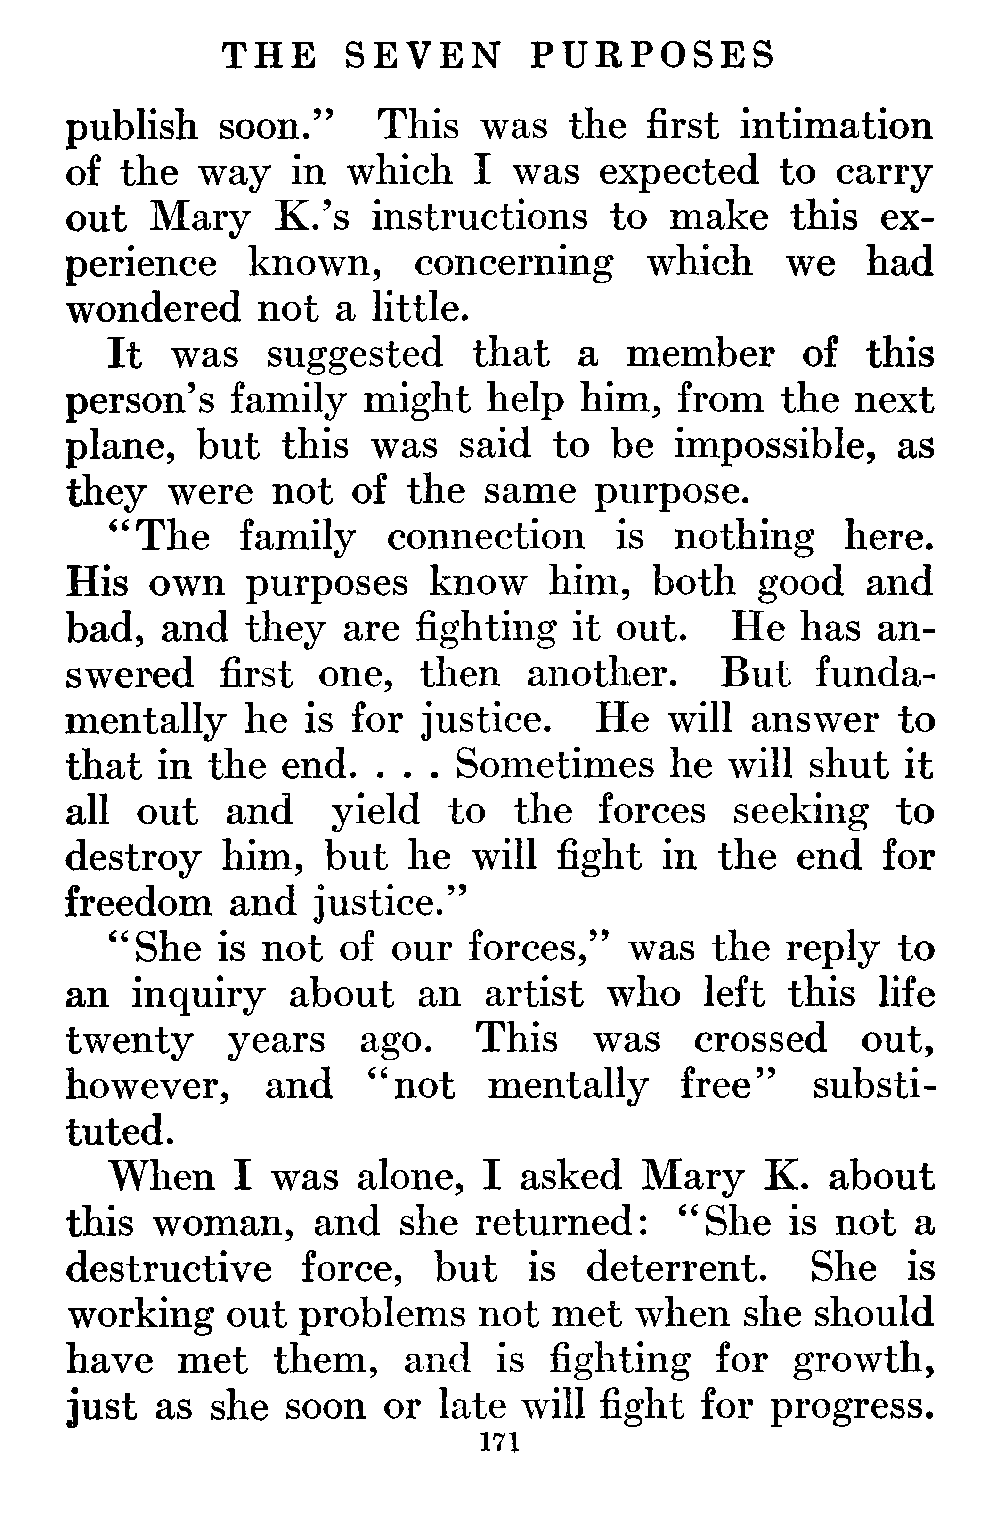 THE SEVEN PURPOSES
publish soon.” This was the first intimation
of the way in which I was expected to carry
out Mary K.’s instructions to make this ex-
perience known, concerning which we had
wondered not a little.
It was suggested that a member of this
person’s family might help him, from the next
plane, but this was said to be impossible, as
they were not of the same purpose.
“The family connection is nothing here.
His own purposes know him, both good and
bad, and they are fighting it out. He has an-
swered first one, then another. But funda-
mentally he is for justice. He will answer to
that in the end. . . . Sometimes he will shut it
all out and yield to the forces seeking to
destroy him, but he will fight in the end for
freedom and justice.”
“She is not of our forces,” was the reply to
an inquiry about an artist who left this life
twenty years ago. This was crossed out,
however, and “not mentally free” substi-
tuted.
When I was alone, I asked Mary K. about
this woman, and she returned: “She is not a
destructive force, but is deterrent. She is
working out problems not met when she should
have met them, and is fighting for growth,
just as she soon or late will fight for progress.
171